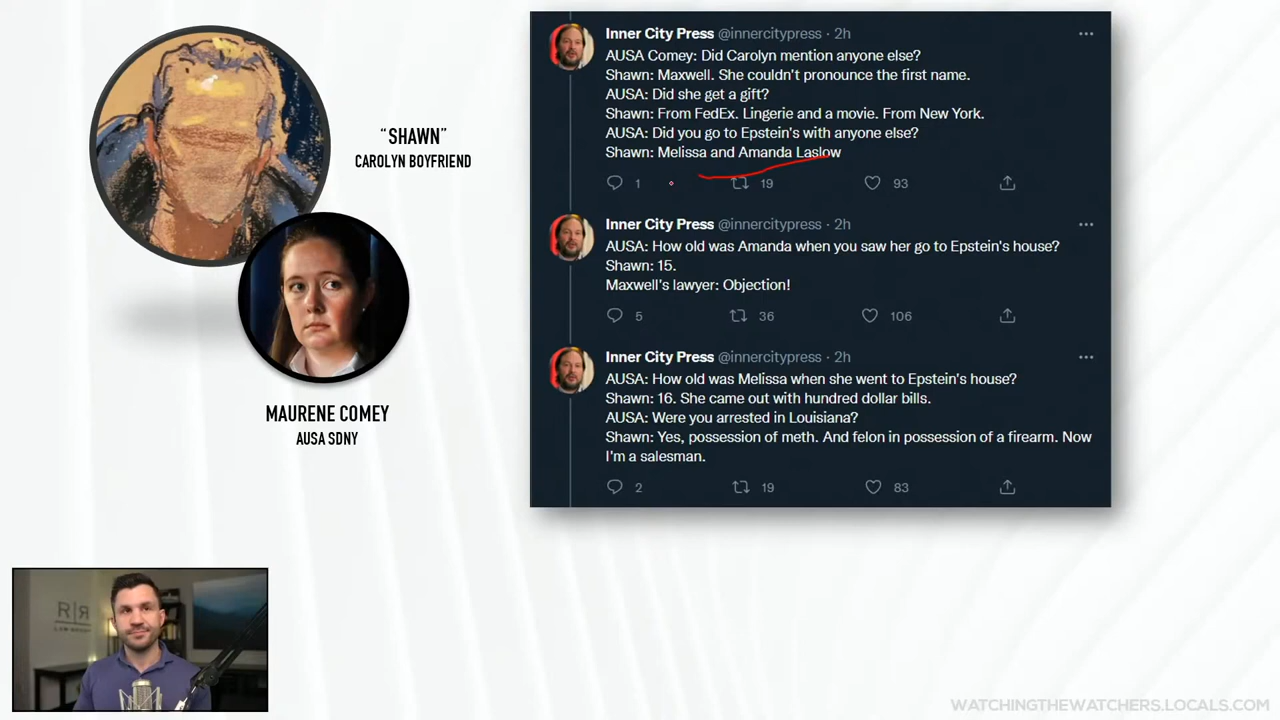 “SHAWN”
CAROLYN BOYFRIEND
MAURENE COMEY
AUSA SDNY
Inner City Press @innercitypress · 2h
AUSA Comey: Did Carolyn mention anyone else?
Shawn: Maxwell. She couldn't pronounce the first name.
AUSA: Did she get a gift?
Shawn: From FedEx. Lingerie and a movie. From New York.
AUSA: Did you go to Epstein's with anyone else?
Shawn: Melissa and Amanda Laslow
1 19 93
Inner City Press @innercitypress · 2h
AUSA: How old was Amanda when you saw her go to Epstein's house?
Shawn: 15.
Maxwell's lawyer: Objection!
5 36 106
Inner City Press @innercitypress · 2h
AUSA: How old was Melissa when she went to Epstein's house?
Shawn: 16. She came out with hundred dollar bills.
AUSA: Were you arrested in Louisiana?
Shawn: Yes, possession of meth. And felon in possession of a firearm. Now
I'm a salesman.
2 19 83
R|R
LAW GROUP
WATCHINGTHEWATCHERS.LOCALS.COM